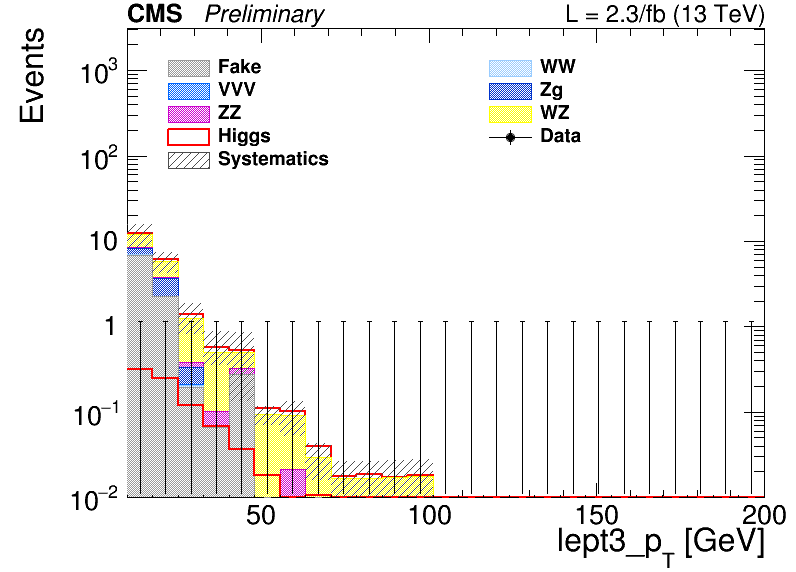 CMS Preliminary L = 2.3/fb (13 TeV)
Events
Fake WW
VVV Zg
ZZ WZ
Higgs Data
Systematics
10³
10²
10
1
10⁻¹
10⁻²
50 100 150 200
lept3_p_T [GeV]